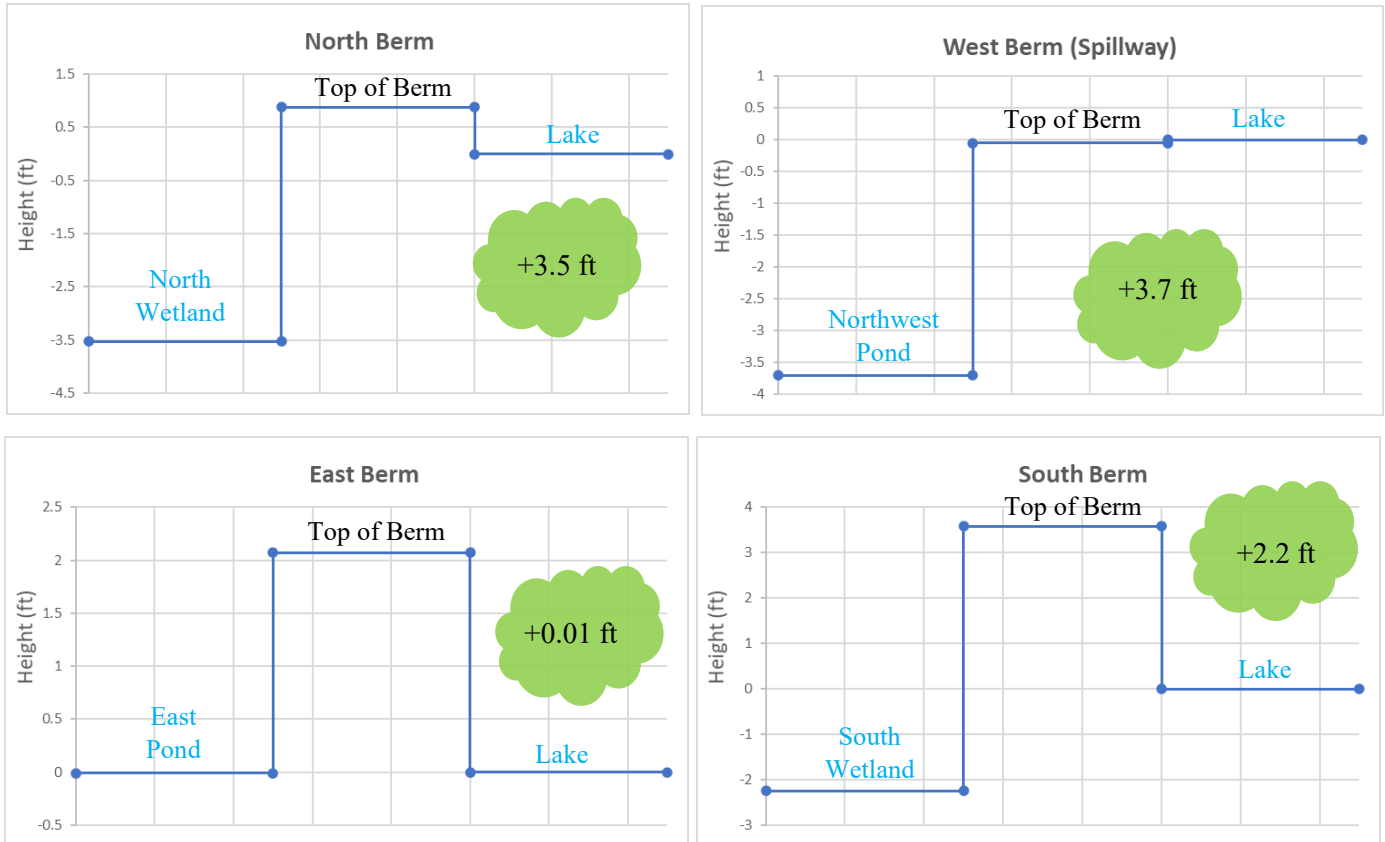 North Berm
1.5
0.5
-0.5
-1.5
-2.5
-3.5
-4.5
Height (ft)
Top of Berm
Lake
North
Wetland
+3.5 ft
West Berm (Spillway)
1
0.5
0
-0.5
-1
-1.5
-2
-2.5
-3
-3.5
-4
Height (ft)
Top of Berm
Lake
Northwest
Pond
+3.7 ft
East Berm
2.5
2
1.5
1
0.5
0
-0.5
Height (ft)
Top of Berm
East
Pond
Lake
+0.01 ft
South Berm
4
3
2
1
0
-1
-2
-3
Height (ft)
Top of Berm
+2.2 ft
Lake
South
Wetland